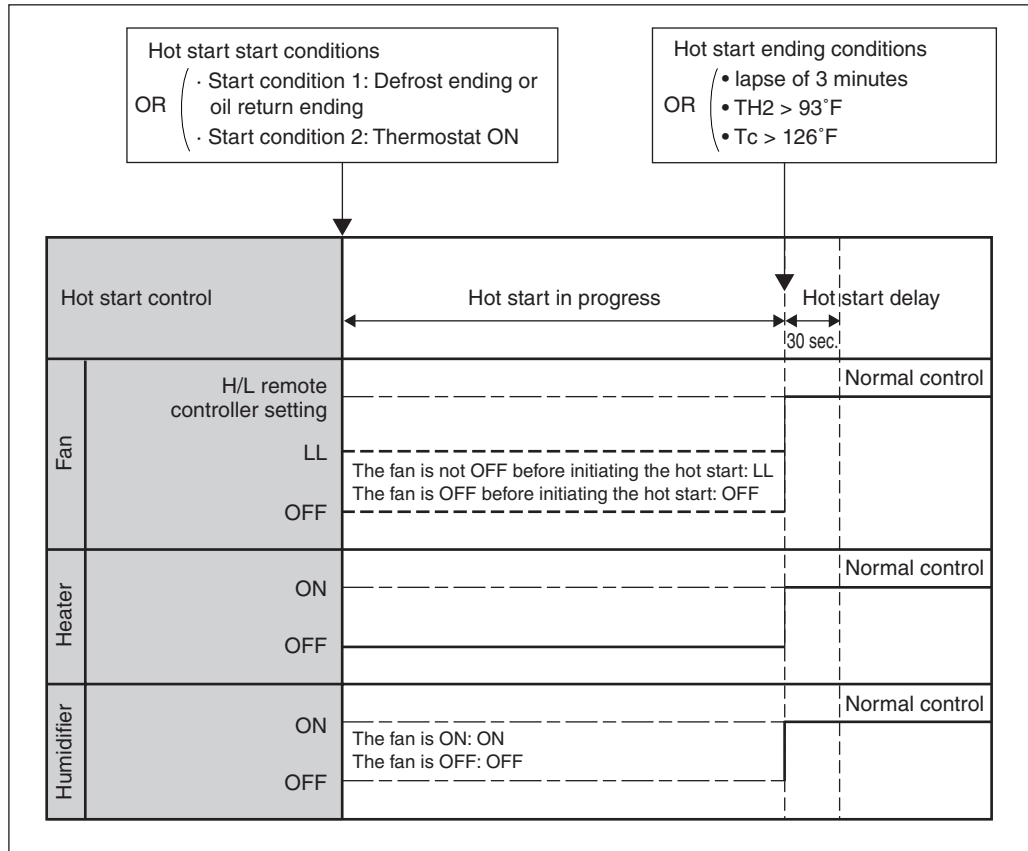 Hot start start conditions
OR
· Start condition 1: Defrost ending or
oil return ending
· Start condition 2: Thermostat ON
Hot start ending conditions
OR
• lapse of 3 minutes
• TH2 > 93˚F
• Tc > 126˚F
Hot start control
Hot start in progress
Hot start delay
30 sec.
Fan
H/L remote
controller setting
LL
OFF
The fan is not OFF before initiating the hot start: LL
The fan is OFF before initiating the hot start: OFF
Normal control
Heater
ON
OFF
Normal control
Humidifier
ON
OFF
The fan is ON: ON
The fan is OFF: OFF
Normal control